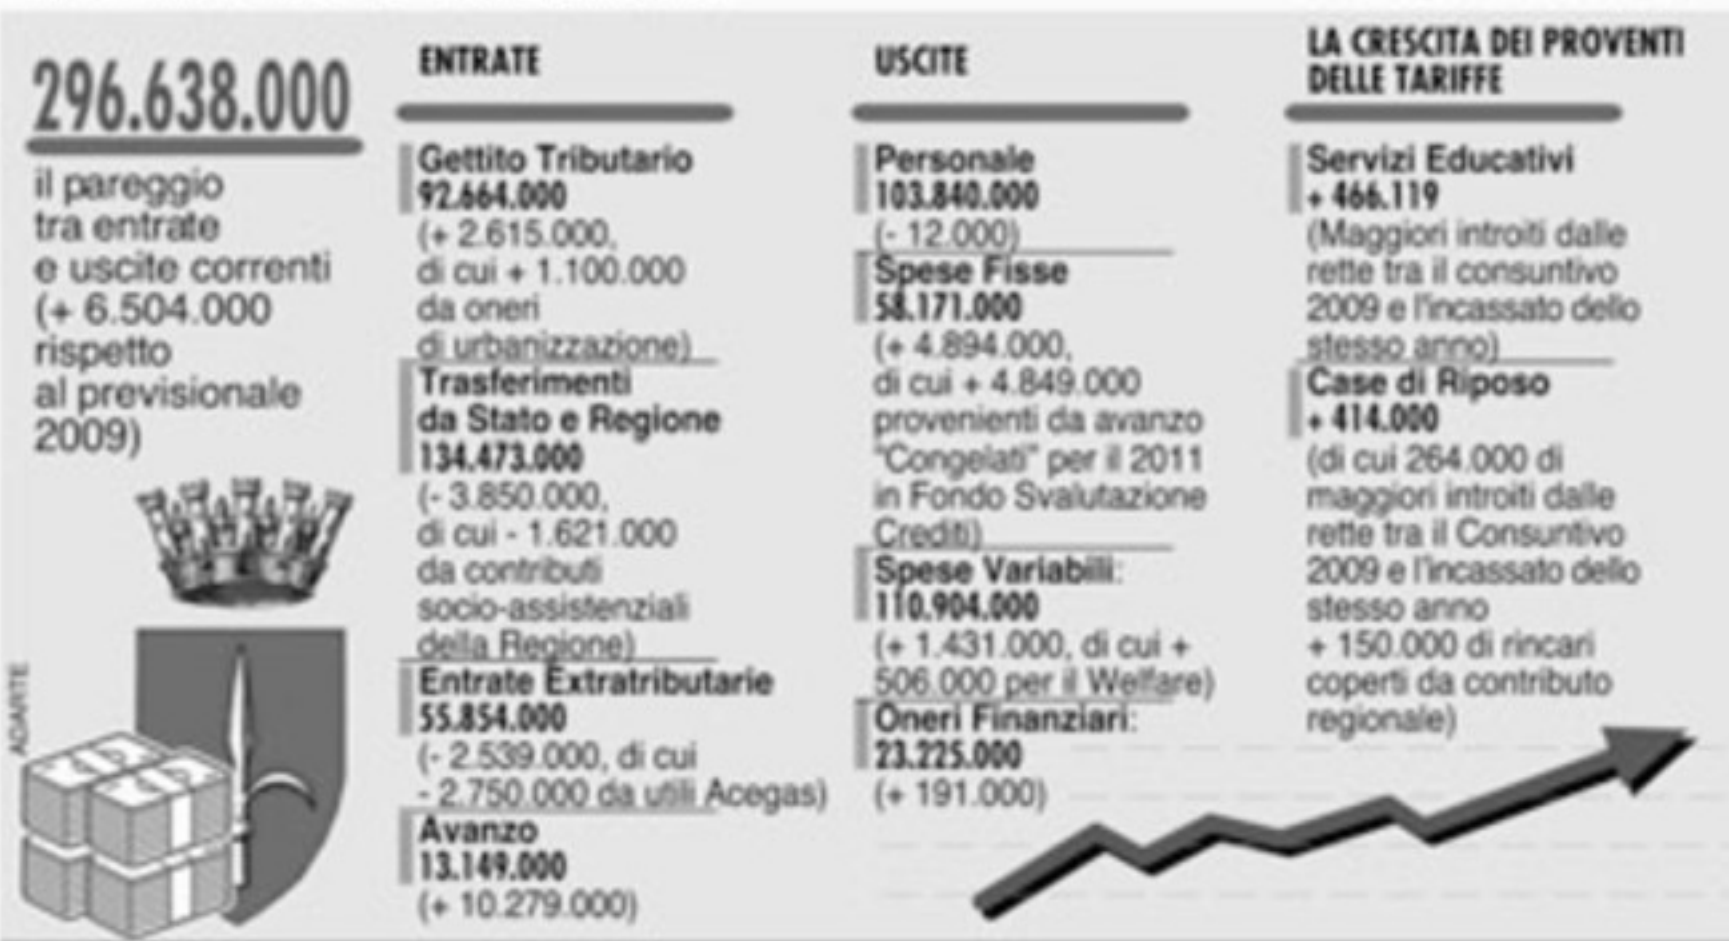 296.638.000
il pareggio
tra entrate
e uscite correnti
(+ 6.504.000
rispetto
al previsionale
2009)
ADARTE
ENTRATE
Gettito Tributario
92.664.000
(+ 2.615.000,
di cui + 1.100.000
da oneri
di urbanizzazione)
Trasferimenti
da Stato e Regione
134.473.000
(- 3.850.000,
di cui - 1.621.000
da contributi
socio-assistenziali
della Regione)
Entrate Extratributarie
55.854.000
(- 2.539.000, di cui
- 2.750.000 da utili Acegas)
Avanzo
13.149.000
(+ 10.279.000)
USCITE
Personale
103.840.000
(- 12.000)
Spese Fisse
58.171.000
(+ 4.894.000,
di cui + 4.849.000
provenienti da avanzo
"Congelati" per il 2011
in Fondo Svalutazione
Crediti)
Spese Variabili:
110.904.000
(+ 1.431.000, di cui +
506.000 per il Welfare)
Oneri Finanziari:
23.225.000
(+ 191.000)
LA CRESCITA DEI PROVENTI
DELLE TARIFFE
Servizi Educativi
+ 466.119
(Maggiori introiti dalle
rette tra il consuntivo
2009 e l'incassato dello
stesso anno)
Case di Riposo
+ 414.000
(di cui 264.000 di
maggiori introiti dalle
rette tra il Consuntivo
2009 e l'incassato dello
stesso anno
+ 150.000 di rincari
coperti da contributo
regionale)